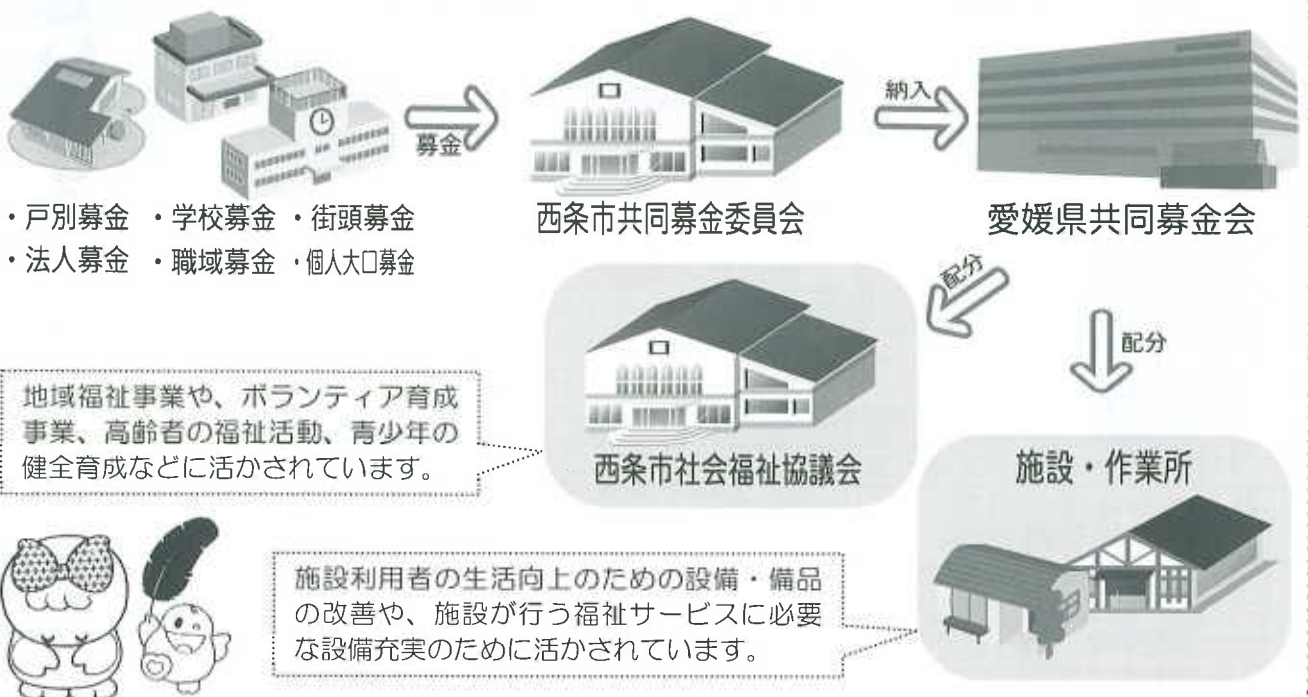 募金
納入
・戸別募金 ・学校募金 ・街頭募金
・法人募金 ・職域募金 ・個人大口募金
西条市共同募金委員会
愛媛県共同募金会
配分
配分
地域福祉事業や、ボランティア育成
事業、高齢者の福祉活動、青少年の
健全育成などに活かされています。
西条市社会福祉協議会
施設・作業所
施設利用者の生活向上のための設備・備品
の改善や、施設が行う福祉サービスに必要
な設備充実のために活かされています。